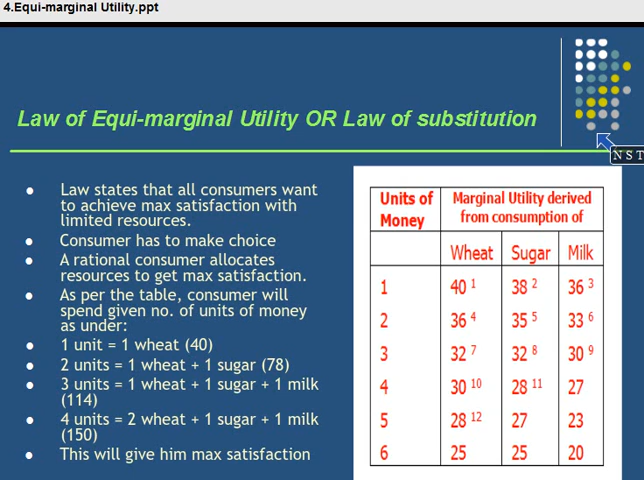 4.Equi-marginal Utility.ppt
Law of Equi-marginal Utility OR Law of substitution
N S T
Law states that all consumers want
to achieve max satisfaction with
limited resources.
Consumer has to make choice
A rational consumer allocates
resources to get max satisfaction.
As per the table, consumer will
spend given no. of units of money
as under:
1 unit = 1 wheat (40)
2 units = 1 wheat + 1 sugar (78)
3 units = 1 wheat + 1 sugar + 1 milk
(114)
4 units = 2 wheat + 1 sugar + 1 milk
(150)
This will give him max satisfaction
Units of Marginal Utility derived
Money from consumption of
Wheat Sugar Milk
1 40 1 38 2 36 3
2 36 4 35 5 33 6
3 32 7 32 8 30 9
4 30 10 28 11 27
5 28 12 27 23
6 25 25 20